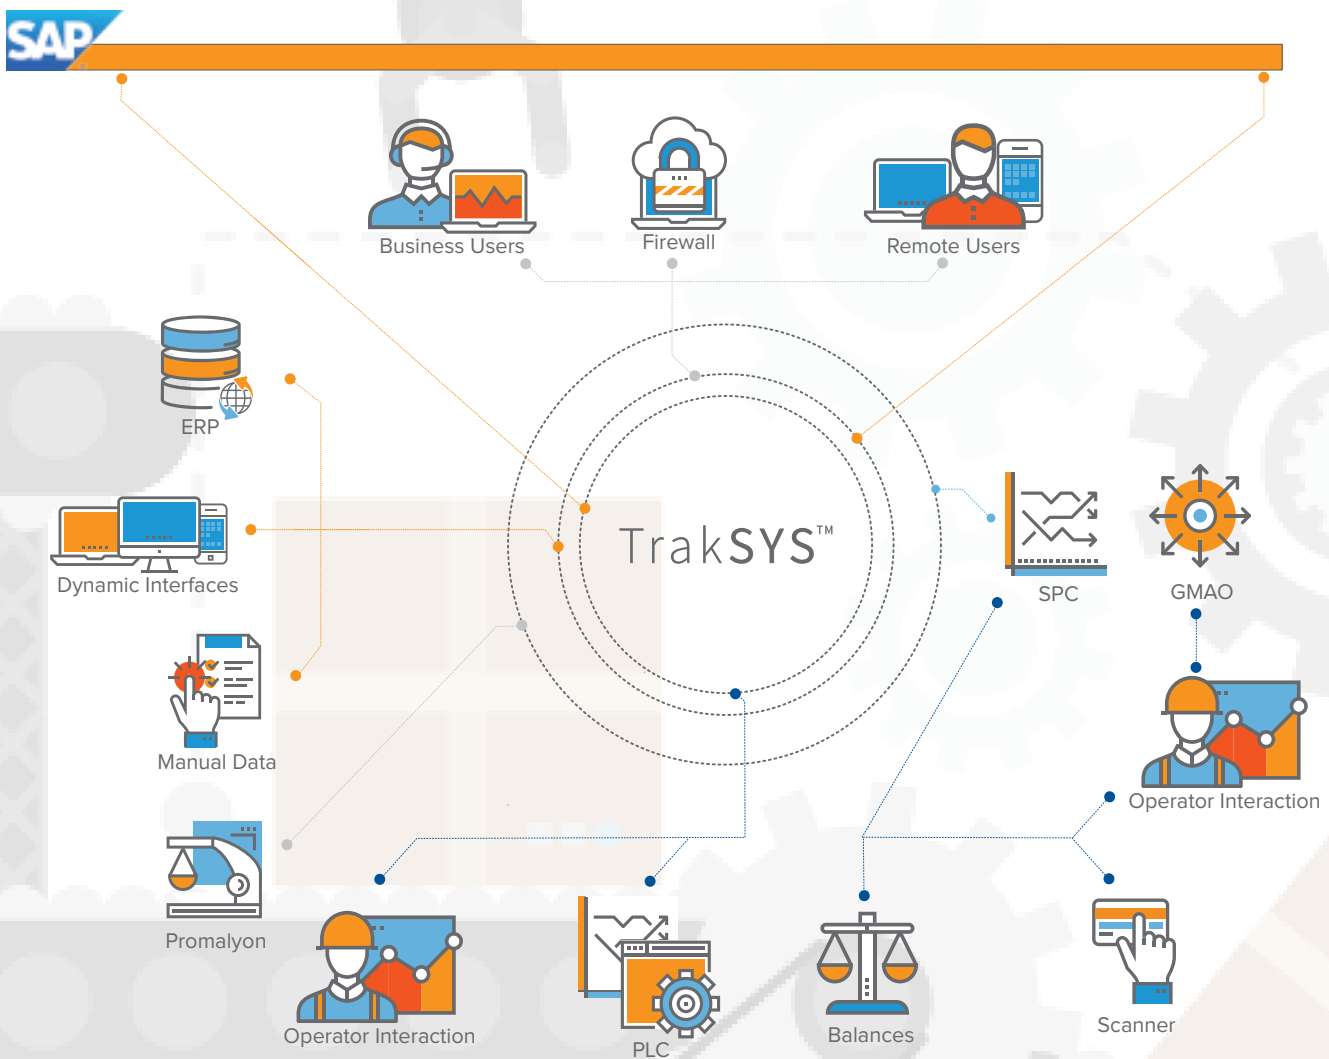 SAP
Business Users
Firewall
Remote Users
ERP
TrakSYS™
Dynamic Interfaces
SPC
GMAO
Manual Data
Operator Interaction
Promalyon
Operator Interaction
PLC
Balances
Scanner